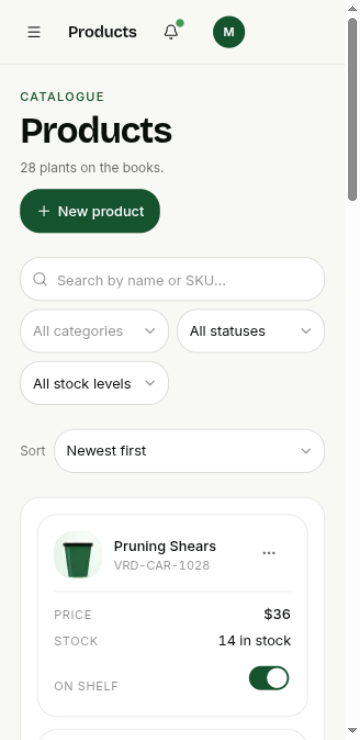 Products
M
CATALOGUE
Products
28 plants on the books.
+ New product
Search by name or SKU...
All categories
All statuses
All stock levels
Sort
Newest first
Pruning Shears
...
VRD-CAR-1028
PRICE
$36
STOCK
14 in stock
ON SHELF